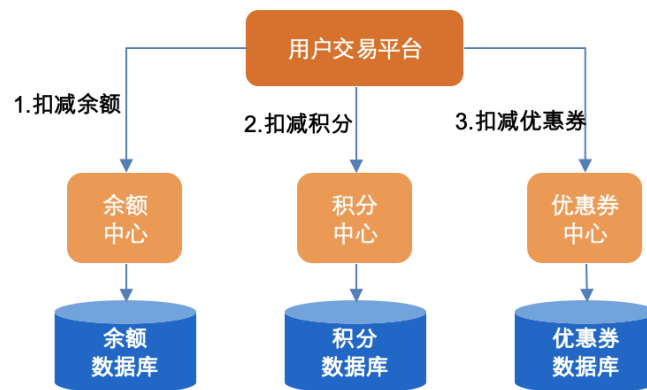 用户交易平台
1.扣减余额
2.扣减积分
3.扣减优惠券
余额
中心
积分
中心
优惠券
中心
余额
数据库
积分
数据库
优惠券
数据库